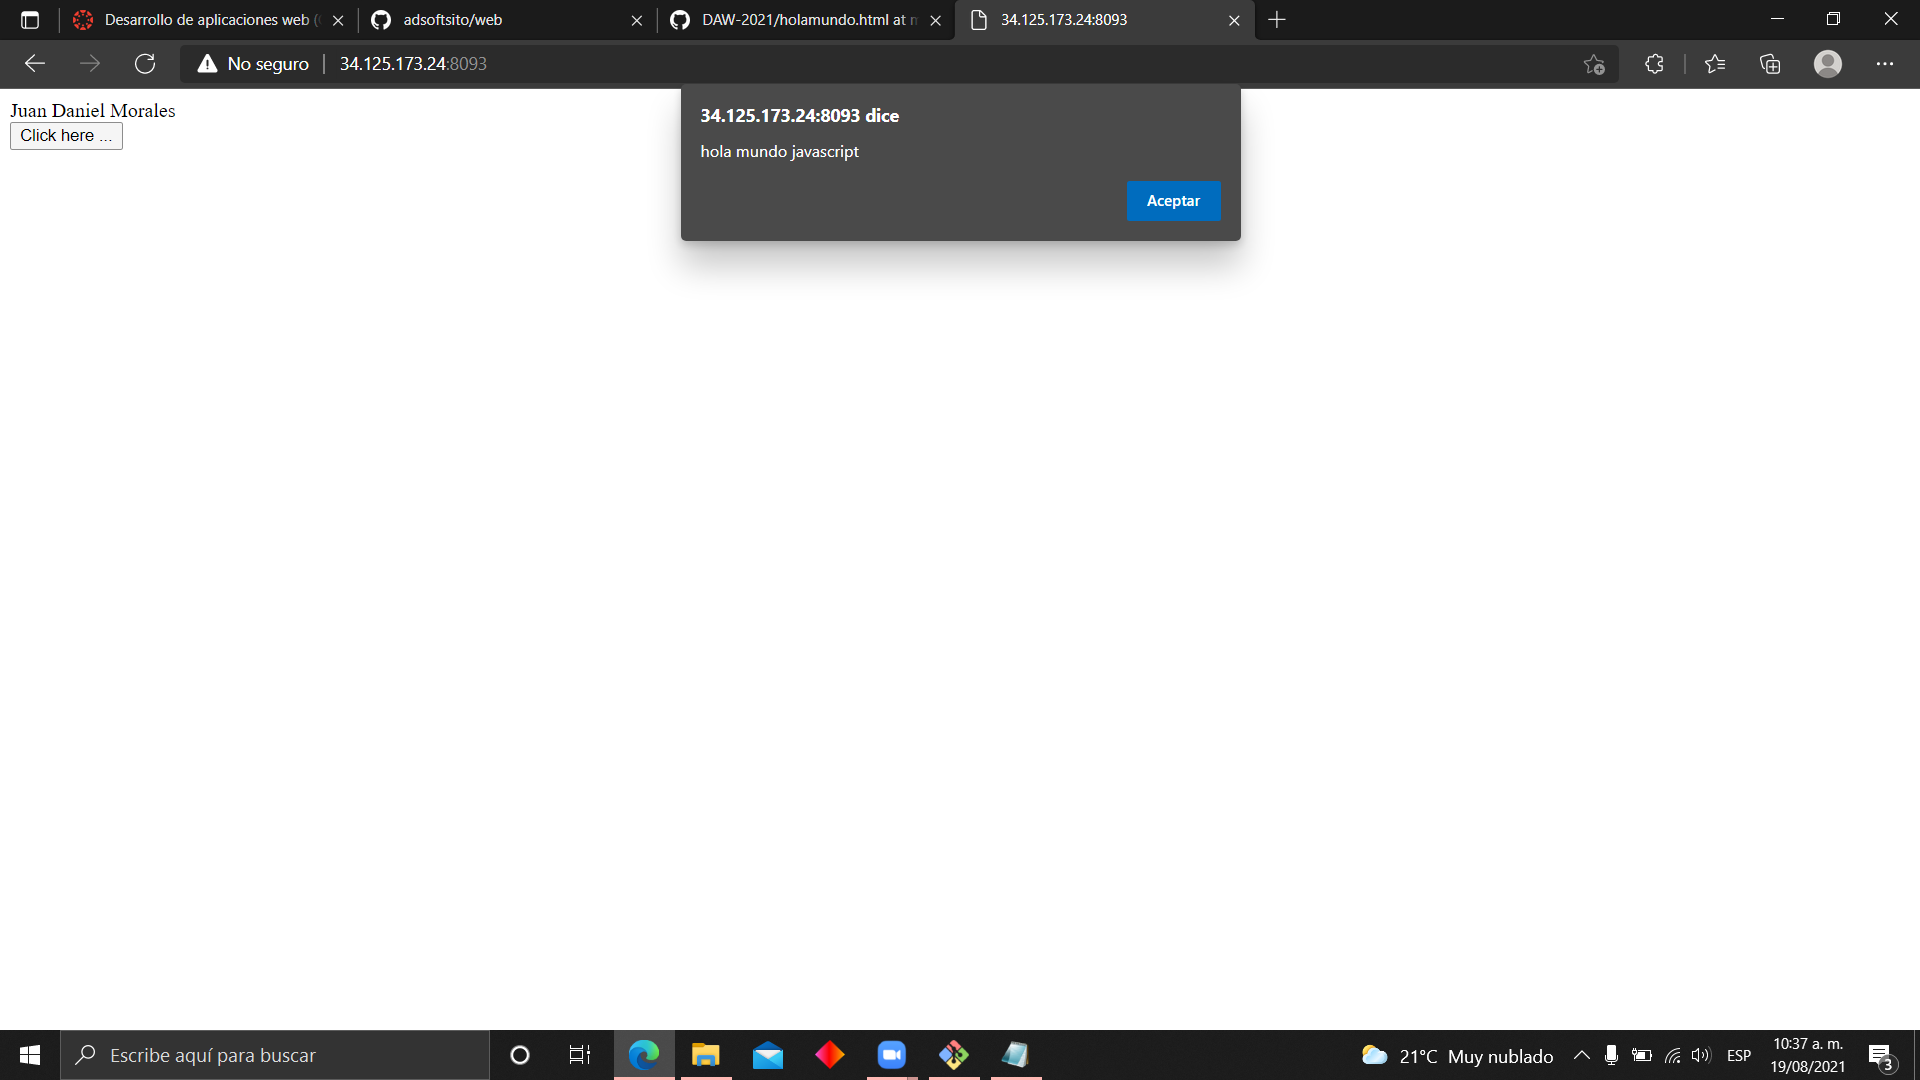 Desarrollo de aplicaciones web (
adsoftsito/web
DAW-2021/holamundo.html at
34.125.173.24:8093
No seguro
34.125.173.24:8093
Juan Daniel Morales
Click here ...
34.125.173.24:8093 dice
hola mundo javascript
Aceptar
Escribe aquí para buscar
21°C Muy nublado
ESP
10:37 a. m.
19/08/2021
3